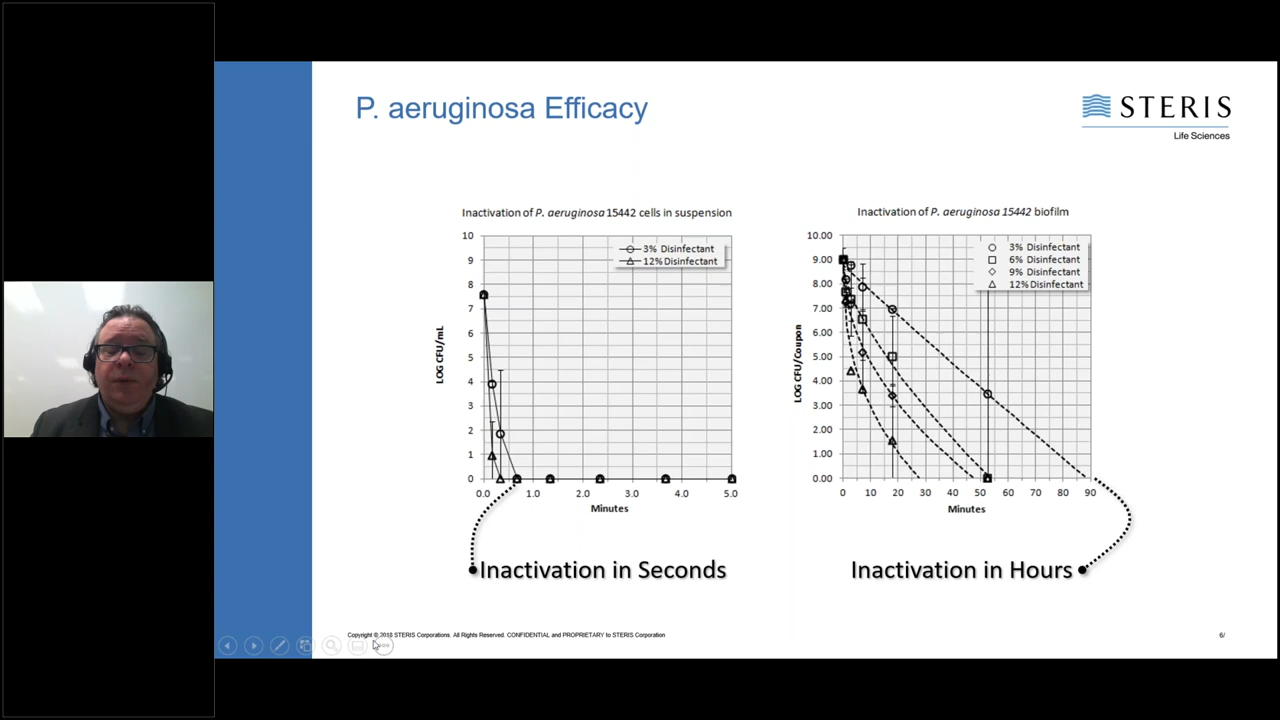 P. aeruginosa Efficacy
STERIS
Life Sciences
Inactivation of P. aeruginosa 15442 cells in suspension
10
9
8
7
6
5
4
3
2
1
0
LOG CFU/mL
3% Disinfectant
12% Disinfectant
0.0 1.0 2.0 3.0 4.0 5.0
Minutes
Inactivation in Seconds
Inactivation of P. aeruginosa 15442 biofilm
10.00
9.00
8.00
7.00
6.00
5.00
4.00
3.00
2.00
1.00
0.00
LOG CFU/Coupon
3% Disinfectant
6% Disinfectant
9% Disinfectant
12% Disinfectant
0 10 20 30 40 50 60 70 80 90
Minutes
Inactivation in Hours
Copyright © 2018 STERIS Corporations. All Rights Reserved. CONFIDENTIAL and PROPRIETARY to STERIS Corporation
6/